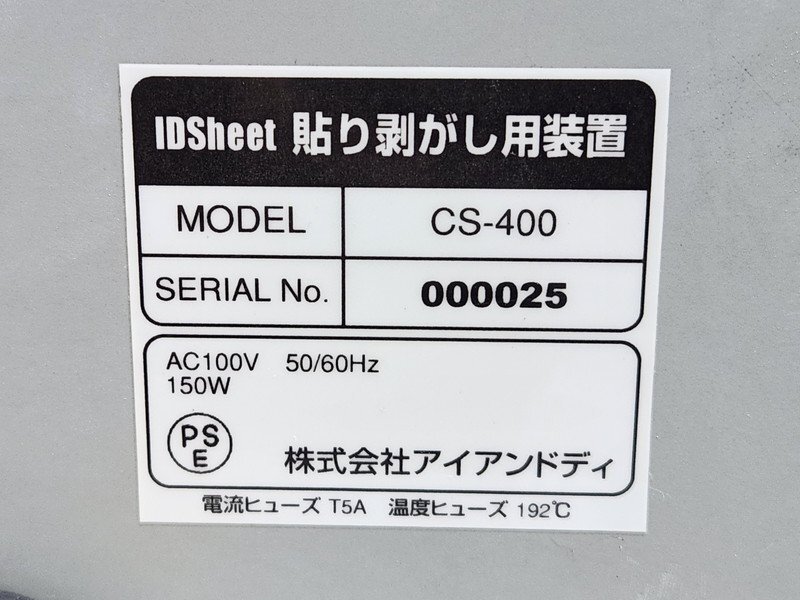 IDSheet 貼り剥がし用装置
MODEL CS-400
SERIAL No. 000025
AC100V 50/60Hz
150W
PS
E
株式会社アイアンドディ
電流ヒューズ T5A 温度ヒューズ 192℃